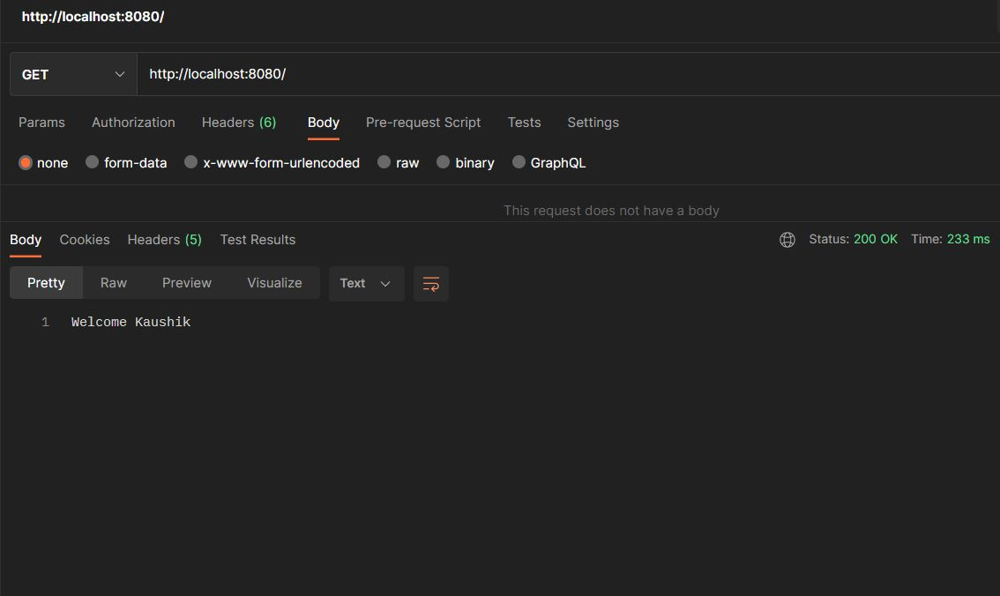 http://localhost:8080/
GET http://localhost:8080/
Params Authorization Headers (6) Body Pre-request Script Tests Settings
none form-data x-www-form-urlencoded raw binary GraphQL
This request does not have a body
Body Cookies Headers (5) Test Results Status: 200 OK Time: 233 ms
Pretty Raw Preview Visualize Text
1 Welcome Kaushik